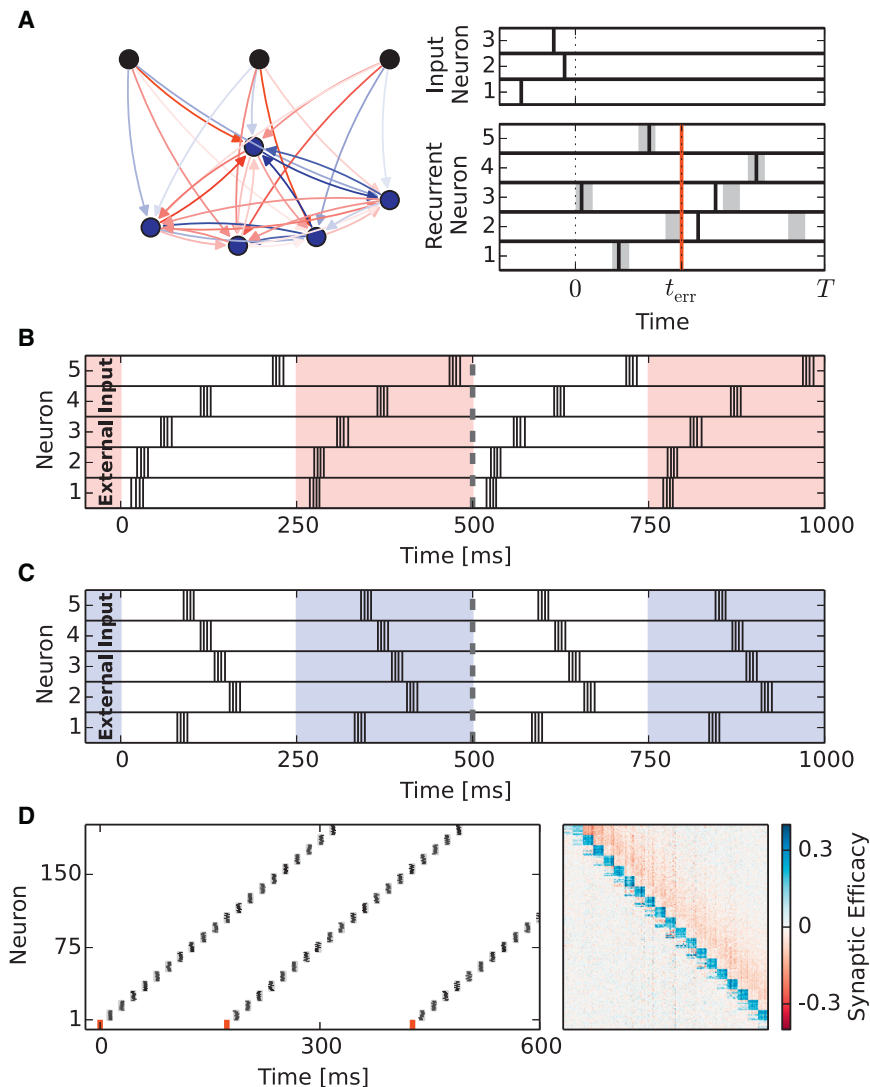 A
Input
Neuron
3
2
1
Recurrent
Neuron
5
4
3
2
1
0
t_err
T
Time
B
Neuron
5
4
3
2
1
External Input
0
250
500
750
1000
Time [ms]
C
Neuron
5
4
3
2
1
External Input
0
250
500
750
1000
Time [ms]
D
Neuron
150
75
1
0
300
600
Time [ms]
0.3
0
-0.3
Synaptic Efficacy